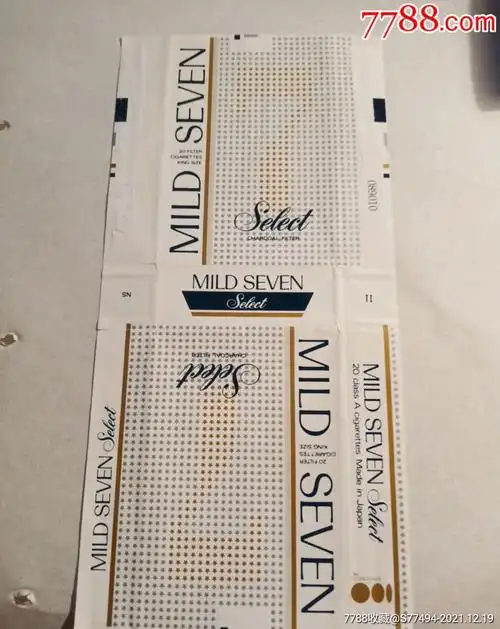 7788.com
MILD SEVEN
20 FILTER
CIGARETTES
KING SIZE
Select
CHARCOAL FILTER
089010
NS
MILD SEVEN
Select
11
Select
CHARCOAL FILTER
MILD SEVEN
20 FILTER
CIGARETTES
KING SIZE
MILD SEVEN Select
MILD SEVEN Select
20 class A cigarettes Made in Japan
7788收藏@S77494-2021.12.19